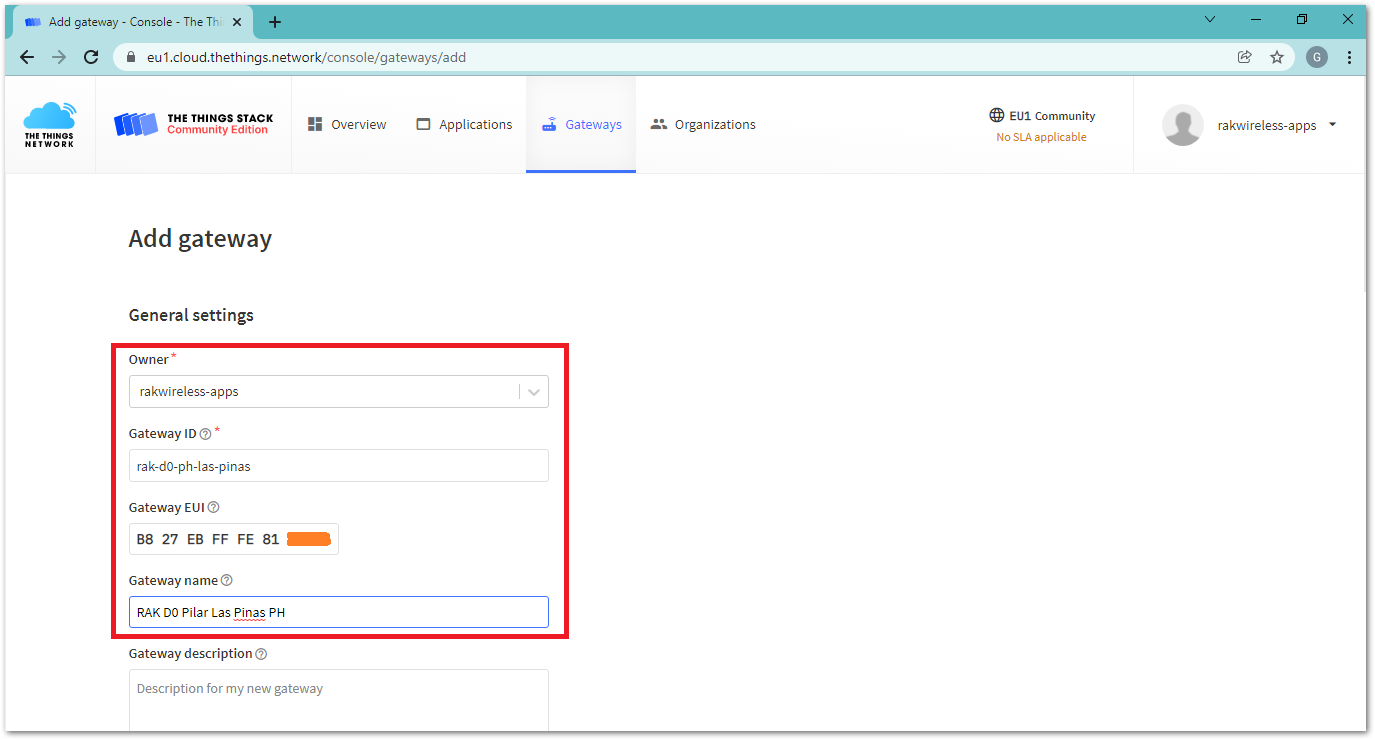 Add gateway - Console - The Thi
eu1.cloud.thethings.network/console/gateways/add
G
THE THINGS
NETWORK
THE THINGS STACK
Community Edition
Overview
Applications
Gateways
Organizations
EU1 Community
No SLA applicable
rakwireless-apps
Add gateway
General settings
Owner*
rakwireless-apps
Gateway ID ? *
rak-d0-ph-las-pinas
Gateway EUI ?
B8 27 EB FF FE 81
Gateway name ?
RAK D0 Pilar Las Pinas PH
Gateway description ?
Description for my new gateway